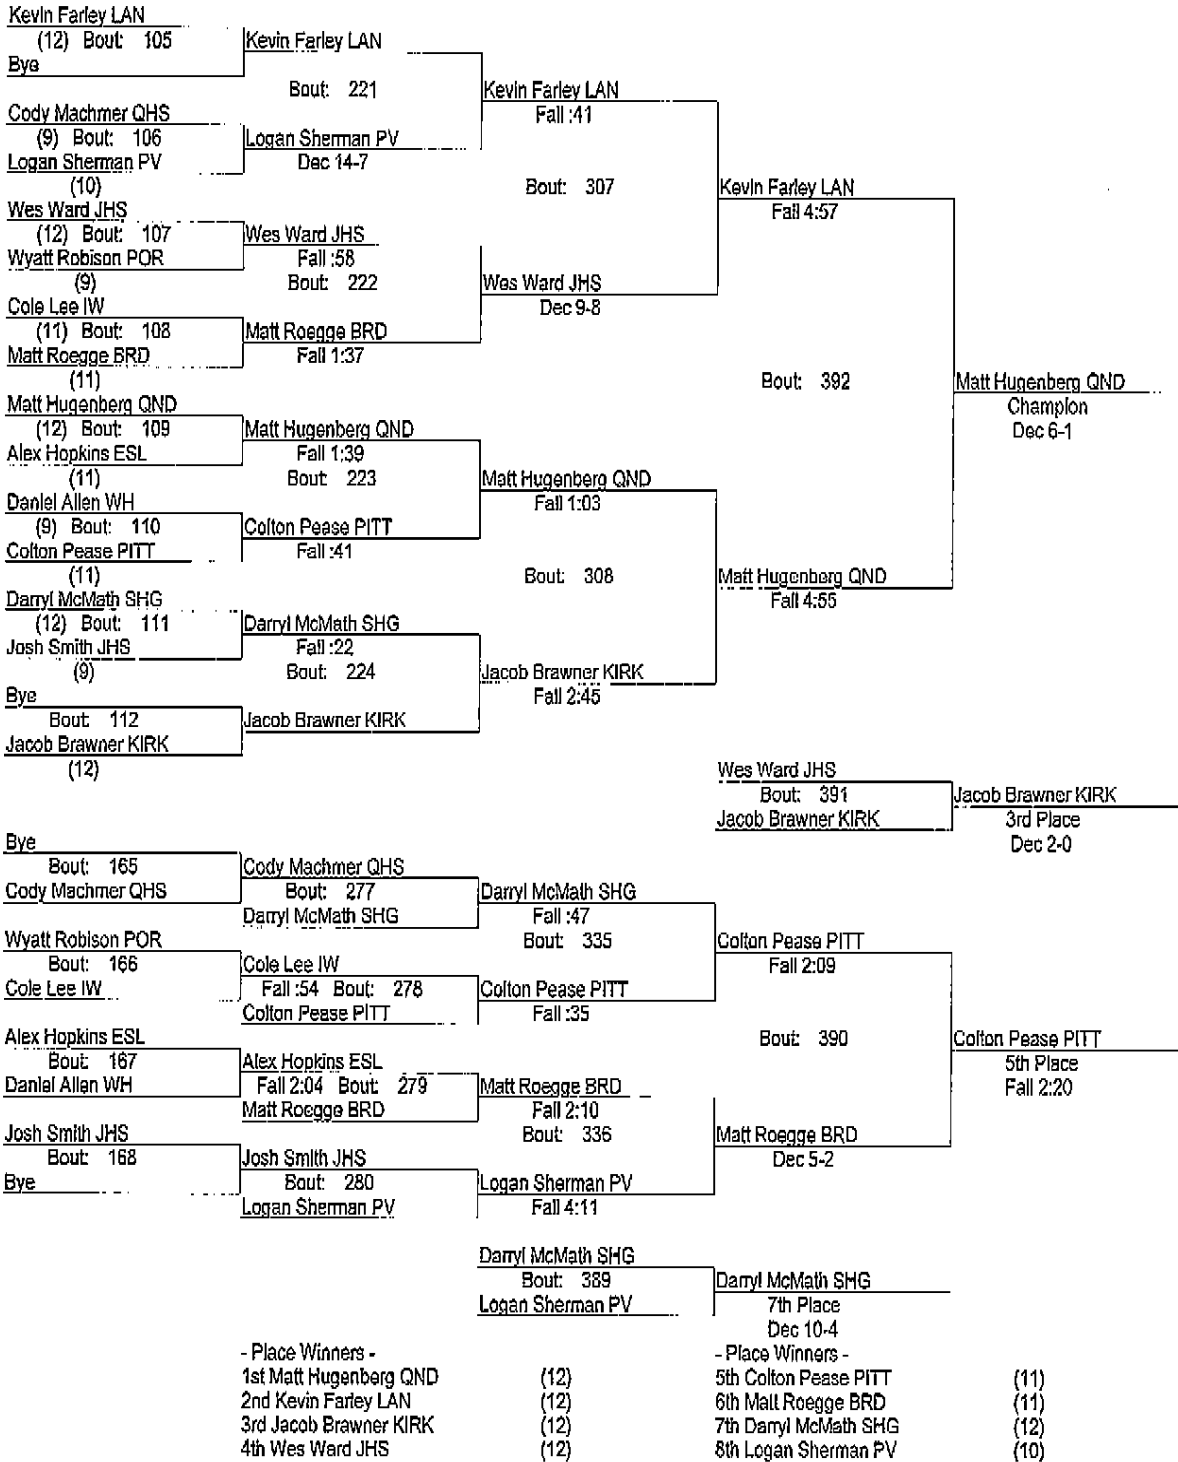 Kevin Farley LAN
(12) Bout: 105
Kevin Farley LAN
Bye
Bout: 221
Kevin Farley LAN
Fall :41
Cody Machmer QHS
(9) Bout: 106
Logan Sherman PV
Logan Sherman PV
Dec 14-7
(10)
Bout: 307
Kevin Farley LAN
Fall 4:57
Wes Ward JHS
(12) Bout: 107
Wes Ward JHS
Wyatt Robison POR
Fall :58
(9)
Bout: 222
Wes Ward JHS
Dec 9-8
Cole Lee IW
(11) Bout: 108
Matt Roegge BRD
Matt Roegge BRD
Fall 1:37
(11)
Bout: 392
Matt Hugenberg QND
Champion
Dec 6-1
Matt Hugenberg QND
(12) Bout: 109
Matt Hugenberg QND
Alex Hopkins ESL
Fall 1:39
(11)
Bout: 223
Matt Hugenberg QND
Fall 1:03
Daniel Allen WH
(9) Bout: 110
Colton Pease PITT
Colton Pease PITT
Fall :41
(11)
Bout: 308
Matt Hugenberg QND
Fall 4:55
Darryl McMath SHG
(12) Bout: 111
Darryl McMath SHG
Josh Smith JHS
Fall :22
(9)
Bout: 224
Jacob Brawner KIRK
Fall 2:45
Bye
Bout: 112
Jacob Brawner KIRK
Jacob Brawner KIRK
(12)
Wes Ward JHS
Bout: 391
Jacob Brawner KIRK
Jacob Brawner KIRK
3rd Place
Dec 2-0
Bye
Bout: 165
Cody Machmer QHS
Cody Machmer QHS
Bout: 277
Darryl McMath SHG
Darryl McMath SHG
Fall :47
Wyatt Robison POR
Bout: 335
Colton Pease PITT
Bout: 166
Cole Lee IW
Fall 2:09
Cole Lee IW
Fall :54 Bout: 278
Colton Pease PITT
Colton Pease PITT
Fall :35
Alex Hopkins ESL
Bout: 390
Colton Pease PITT
Bout: 167
Alex Hopkins ESL
5th Place
Daniel Allen WH
Fall 2:04 Bout: 279
Matt Roegge BRD
Fall 2:20
Matt Roegge BRD
Fall 2:10
Josh Smith JHS
Bout: 336
Matt Roegge BRD
Bout: 168
Josh Smith JHS
Dec 5-2
Bye
Bout: 280
Logan Sherman PV
Logan Sherman PV
Fall 4:11
Darryl McMath SHG
Bout: 389
Darryl McMath SHG
Logan Sherman PV
7th Place
Dec 10-4
- Place Winners -
1st Matt Hugenberg QND (12)
2nd Kevin Farley LAN (12)
3rd Jacob Brawner KIRK (12)
4th Wes Ward JHS (12)
- Place Winners -
5th Colton Pease PITT (11)
6th Matt Roegge BRD (11)
7th Darryl McMath SHG (12)
8th Logan Sherman PV (10)